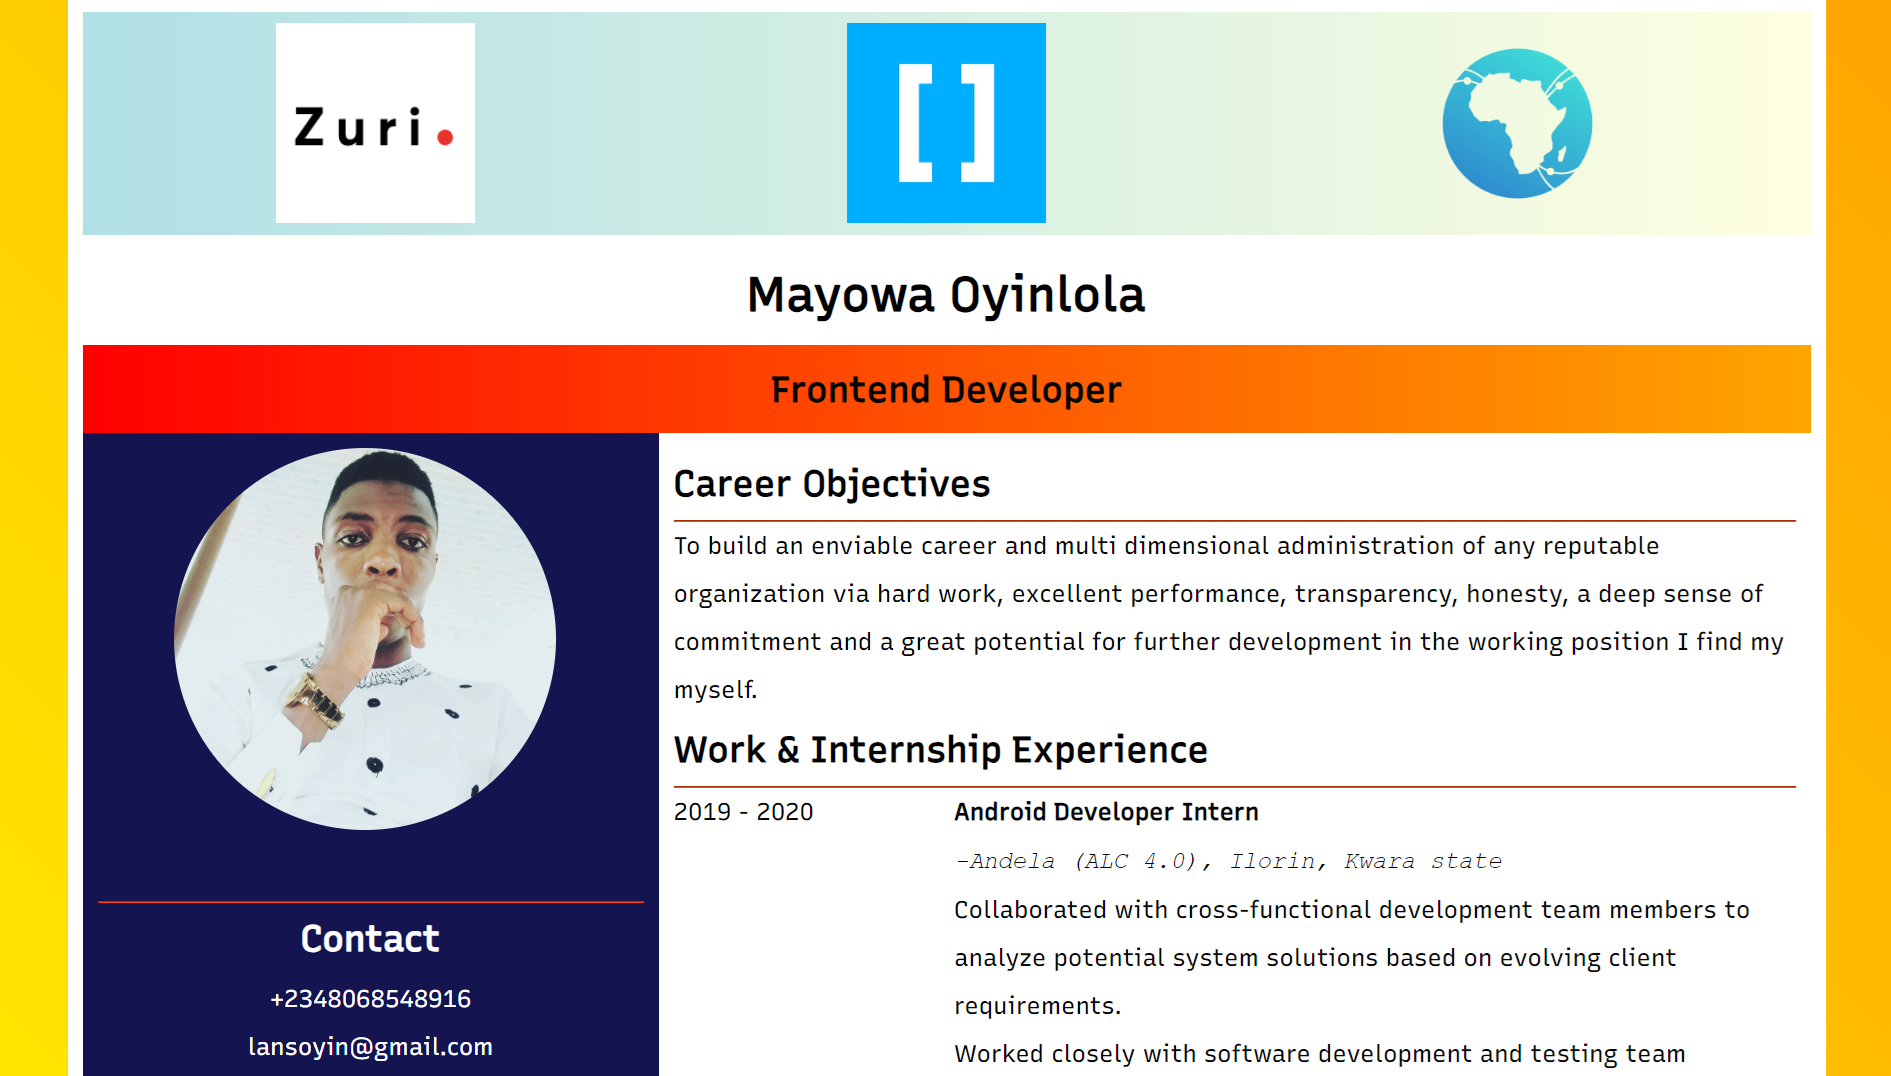 Zuri.
[ ]
Mayowa Oyinlola
Frontend Developer
Career Objectives
To build an enviable career and multi dimensional administration of any reputable
organization via hard work, excellent performance, transparency, honesty, a deep sense of
commitment and a great potential for further development in the working position I find my
myself.
Work & Internship Experience
2019 - 2020
Android Developer Intern
-Andela (ALC 4.0), Ilorin, Kwara state
Collaborated with cross-functional development team members to
analyze potential system solutions based on evolving client
requirements.
Worked closely with software development and testing team
Contact
+2348068548916
lansoyin@gmail.com